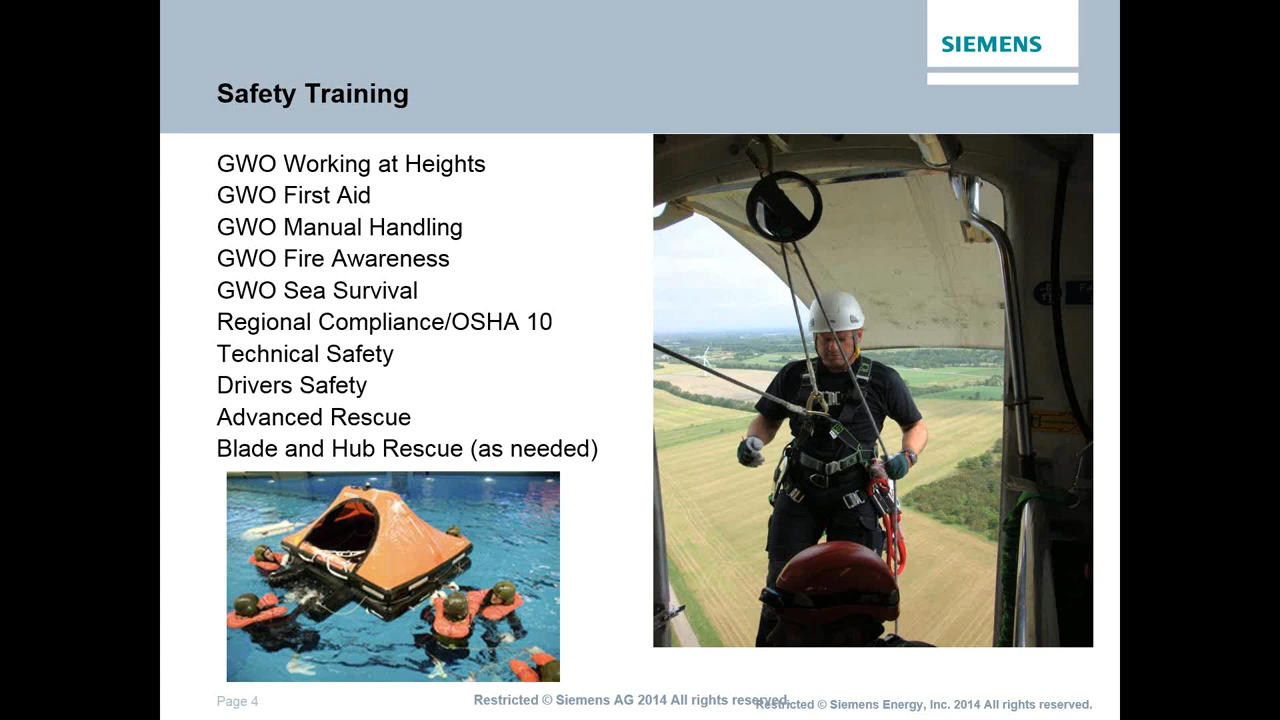 SIEMENS
Safety Training
GWO Working at Heights
GWO First Aid
GWO Manual Handling
GWO Fire Awareness
GWO Sea Survival
Regional Compliance/OSHA 10
Technical Safety
Drivers Safety
Advanced Rescue
Blade and Hub Rescue (as needed)
Page 4
Restricted © Siemens AG 2014 All rights reserved.
Restricted © Siemens Energy, Inc. 2014 All rights reserved.